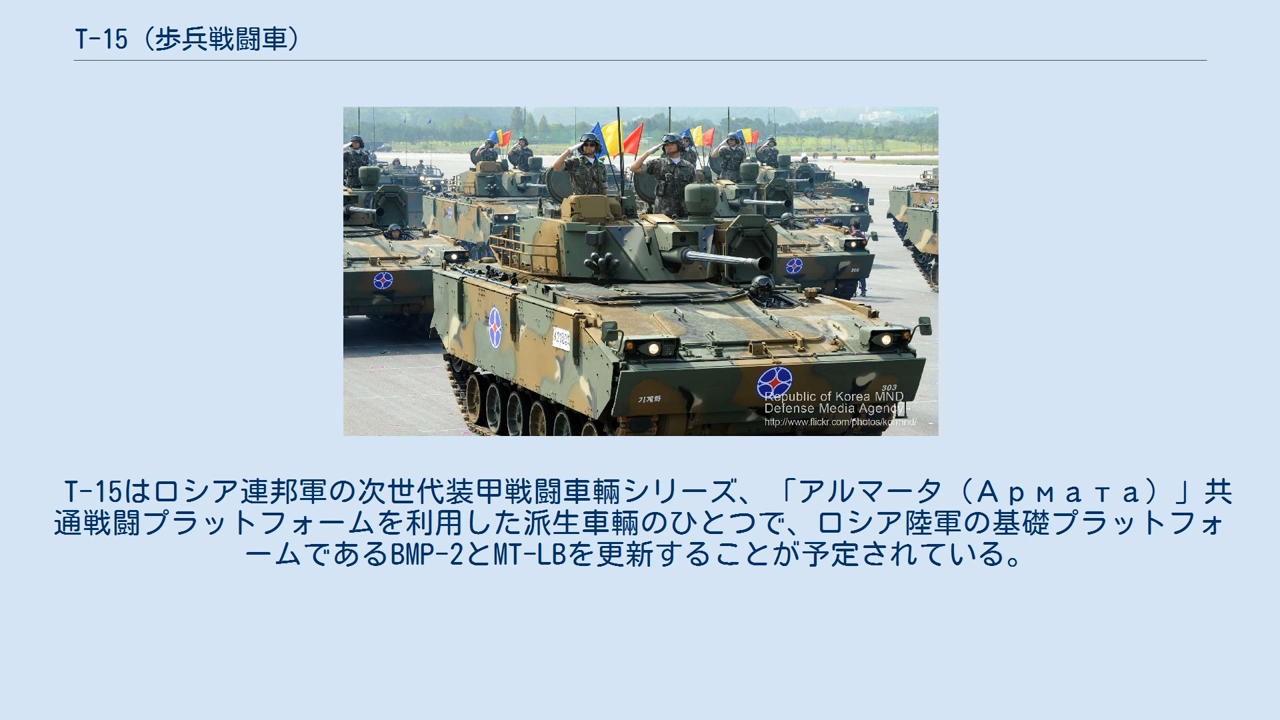 T-15（歩兵戦闘車）
기계화
303
Republic of Korea MND
Defense Media Agency
http://www.flickr.com/photos/kormnd/
T-15はロシア連邦軍の次世代装甲戦闘車輌シリーズ、「アルマータ（Армата）」共
通戦闘プラットフォームを利用した派生車輌のひとつで、ロシア陸軍の基礎プラットフォ
ームであるBMP-2とMT-LBを更新することが予定されている。